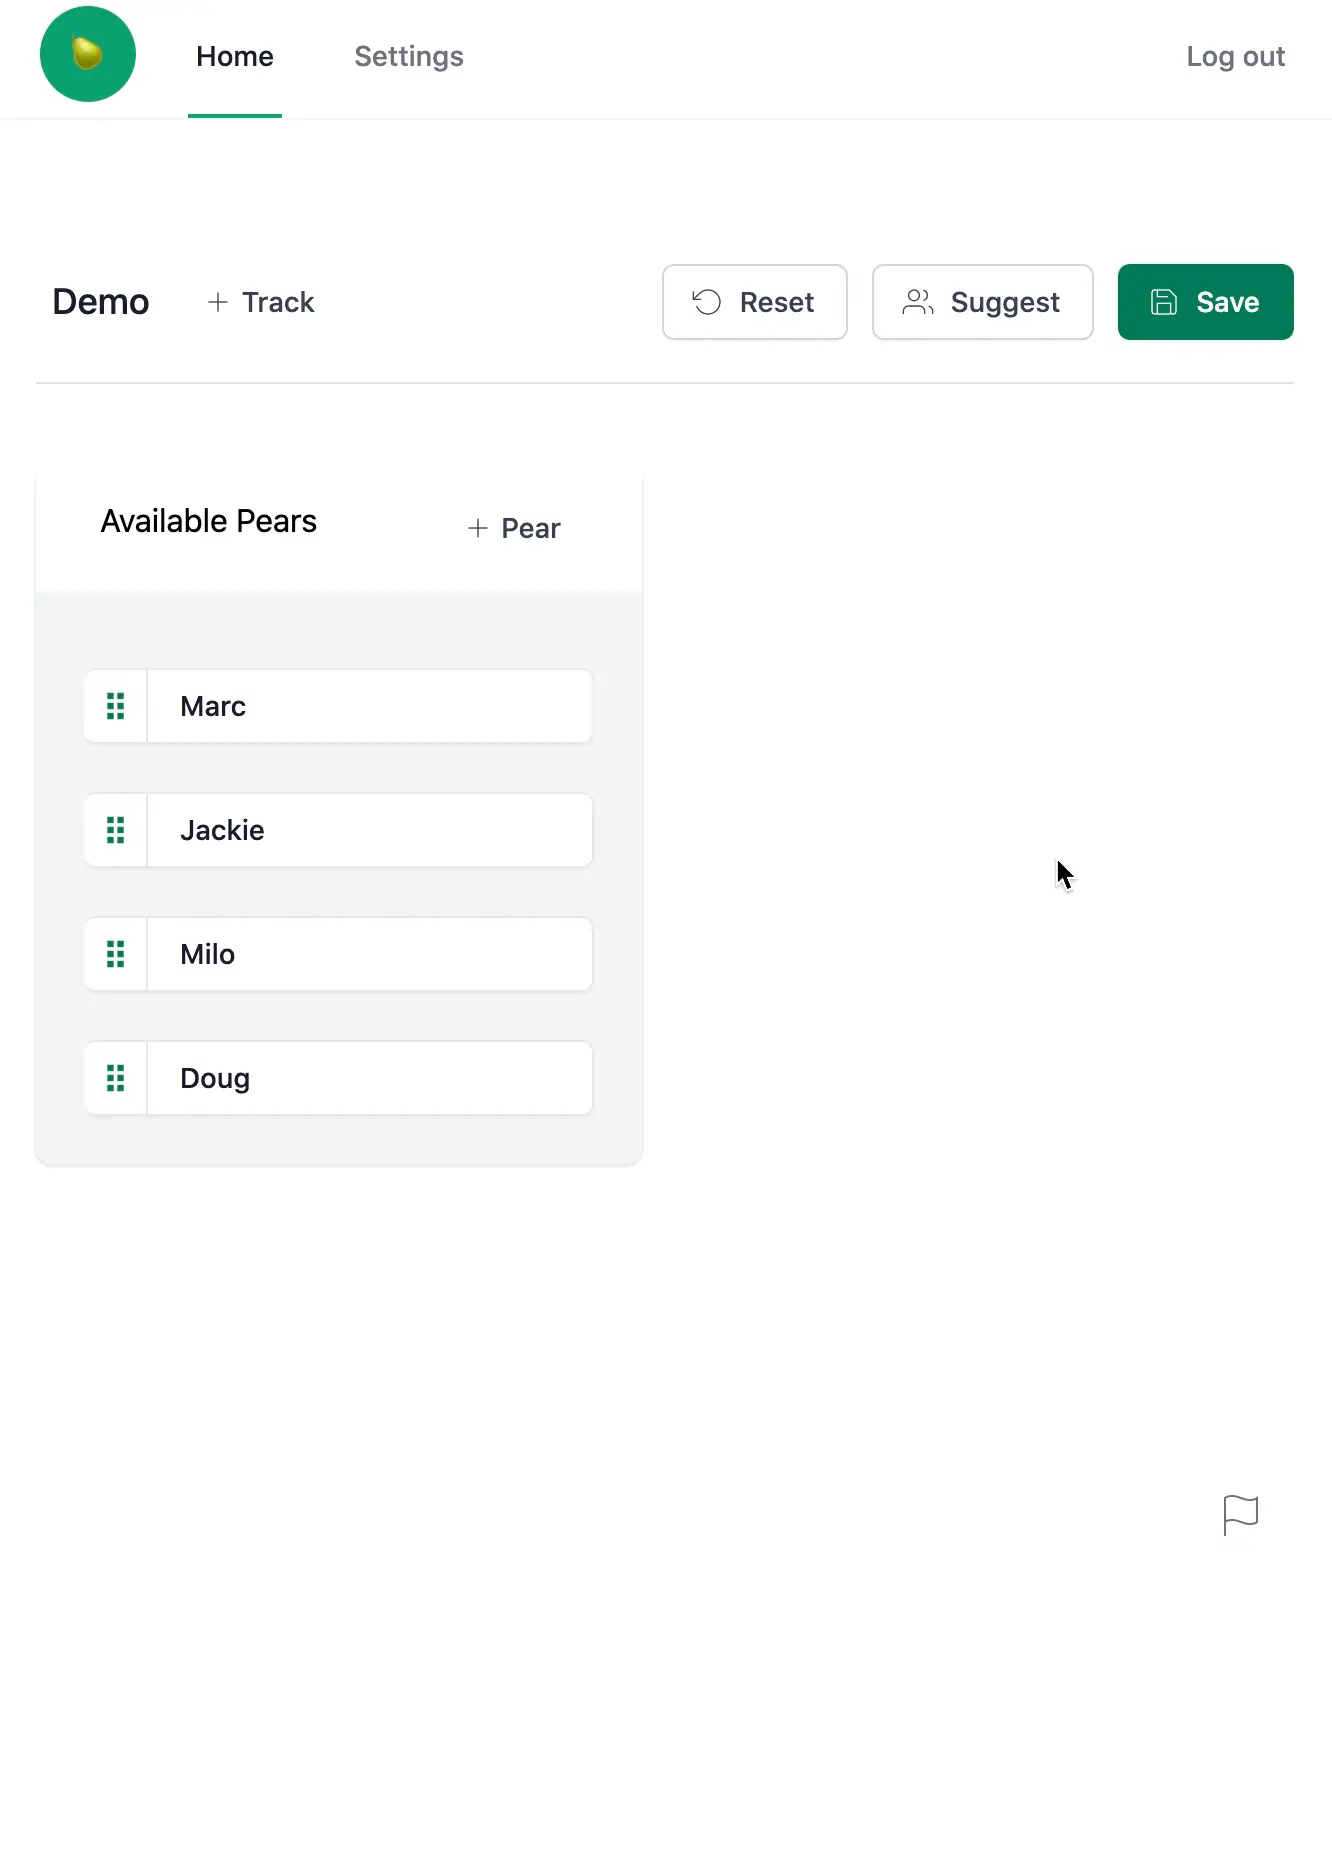 Home Settings Log out
Demo + Track Reset Suggest Save
Available Pears + Pear
Marc
Jackie
Milo
Doug